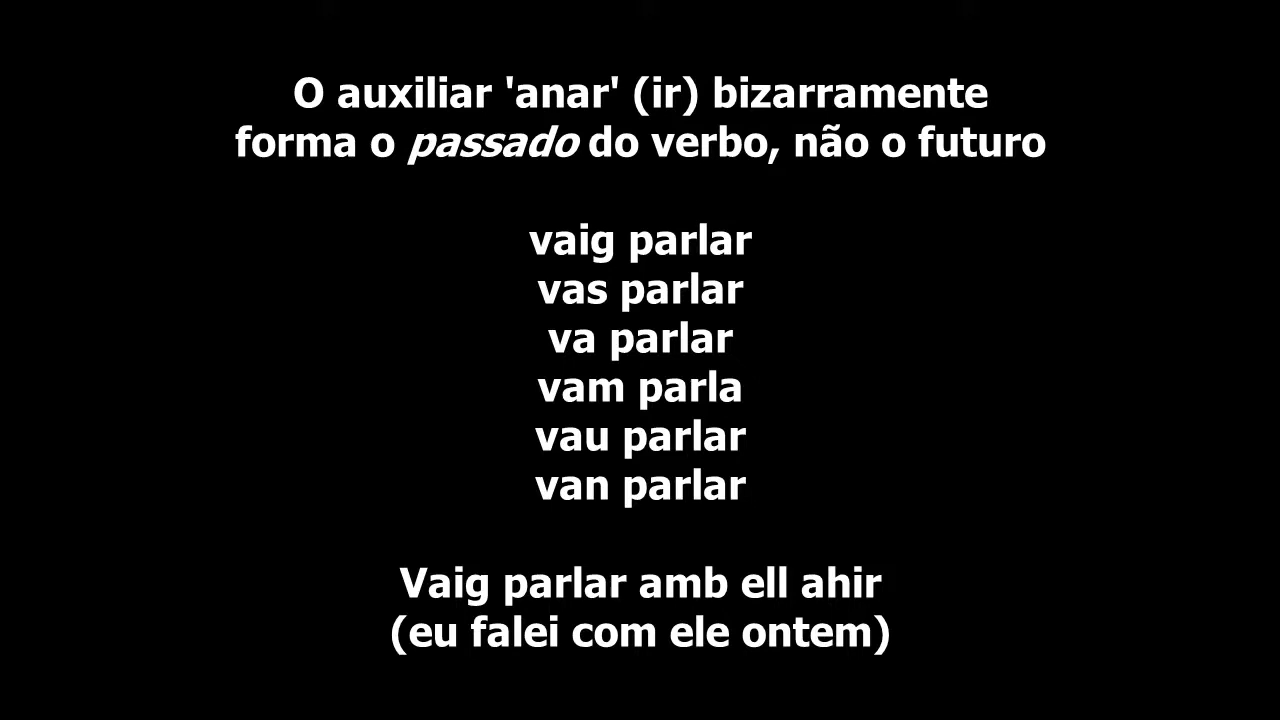 O auxiliar 'anar' (ir) bizarramente
forma o passado do verbo, não o futuro
vaig parlar
vas parlar
va parlar
vam parla
vau parlar
van parlar
Vaig parlar amb ell ahir
(eu falei com ele ontem)